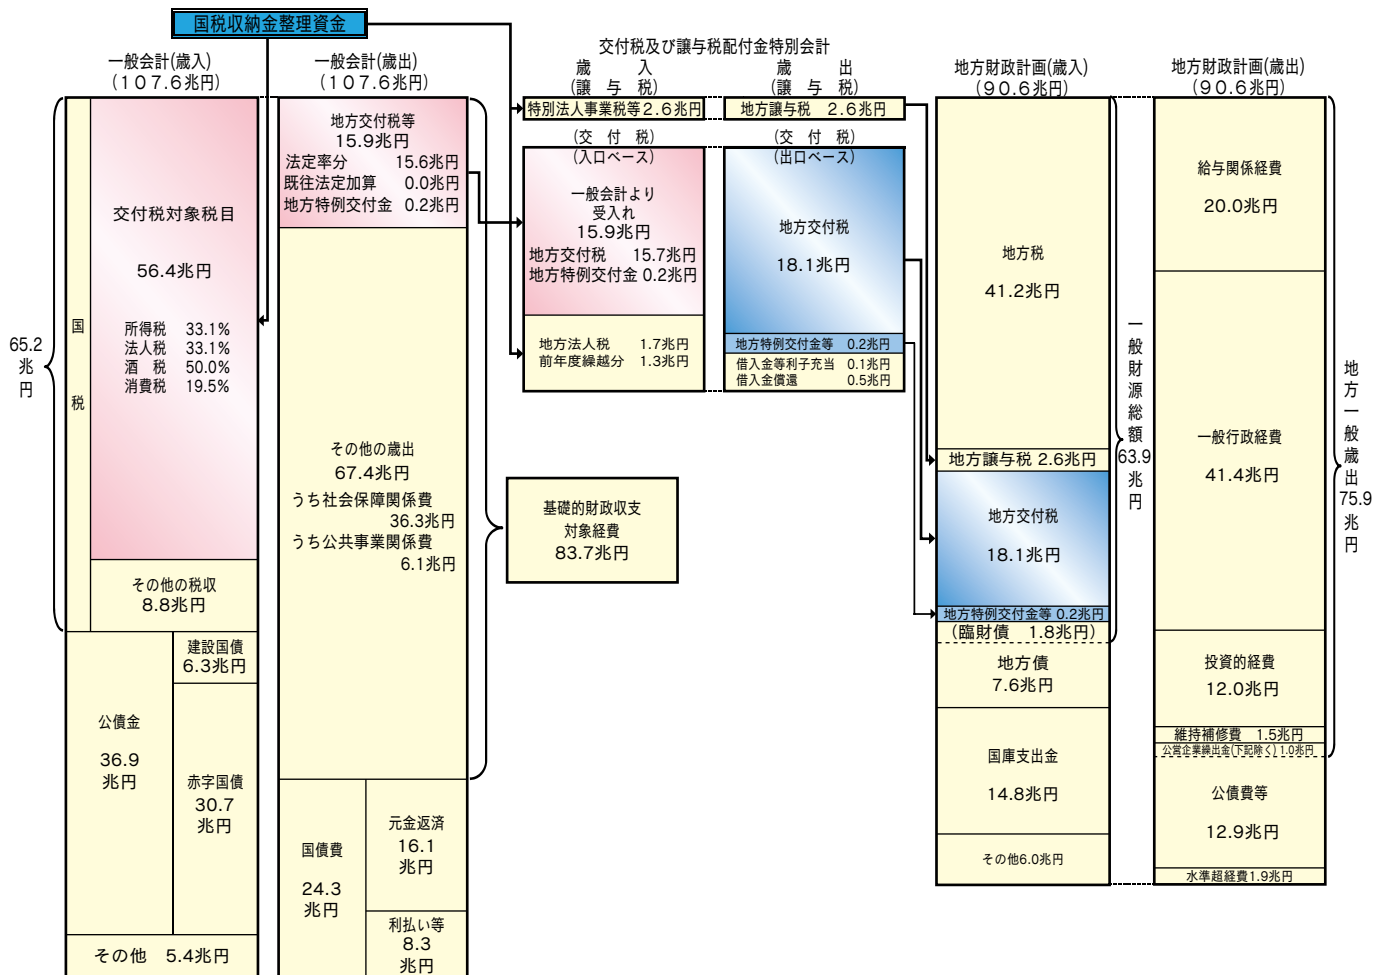 国税収納金整理資金
一般会計(歳入)
(107.6兆円)
65.2
兆
円
国
税
交付税対象税目
56.4兆円
所得税 33.1%
法人税 33.1%
酒 税 50.0%
消費税 19.5%
その他の税収
8.8兆円
公債金
36.9
兆円
建設国債
6.3兆円
赤字国債
30.7
兆円
その他 5.4兆円
一般会計(歳出)
(107.6兆円)
地方交付税等
15.9兆円
法定率分 15.6兆円
既往法定加算 0.0兆円
地方特例交付金 0.2兆円
その他の歳出
67.4兆円
うち社会保障関係費
36.3兆円
うち公共事業関係費
6.1兆円
国債費
24.3
兆円
元金返済
16.1
兆円
利払い等
8.3
兆円
基礎的財政収支
対象経費
83.7兆円
交付税及び譲与税配付金特別会計
歳 入
(譲 与 税)
特別法人事業税等2.6兆円
(交 付 税)
(入口ベース)
一般会計より
受入れ
15.9兆円
地方交付税 15.7兆円
地方特例交付金 0.2兆円
地方法人税 1.7兆円
前年度繰越分 1.3兆円
歳 出
(譲 与 税)
地方譲与税 2.6兆円
(交 付 税)
(出口ベース)
地方交付税
18.1兆円
地方特例交付金等 0.2兆円
借入金等利子充当 0.1兆円
借入金償還 0.5兆円
地方財政計画(歳入)
(90.6兆円)
地方税
41.2兆円
地方譲与税 2.6兆円
地方交付税
18.1兆円
地方特例交付金等 0.2兆円
(臨財債 1.8兆円)
地方債
7.6兆円
国庫支出金
14.8兆円
その他6.0兆円
一
般
財
源
総
額
63.9
兆
円
地方財政計画(歳出)
(90.6兆円)
給与関係経費
20.0兆円
一般行政経費
41.4兆円
投資的経費
12.0兆円
維持補修費 1.5兆円
公営企業繰出金(下記除く) 1.0兆円
公債費等
12.9兆円
水準超経費1.9兆円
地
方
一
般
歳
出
75.9
兆
円